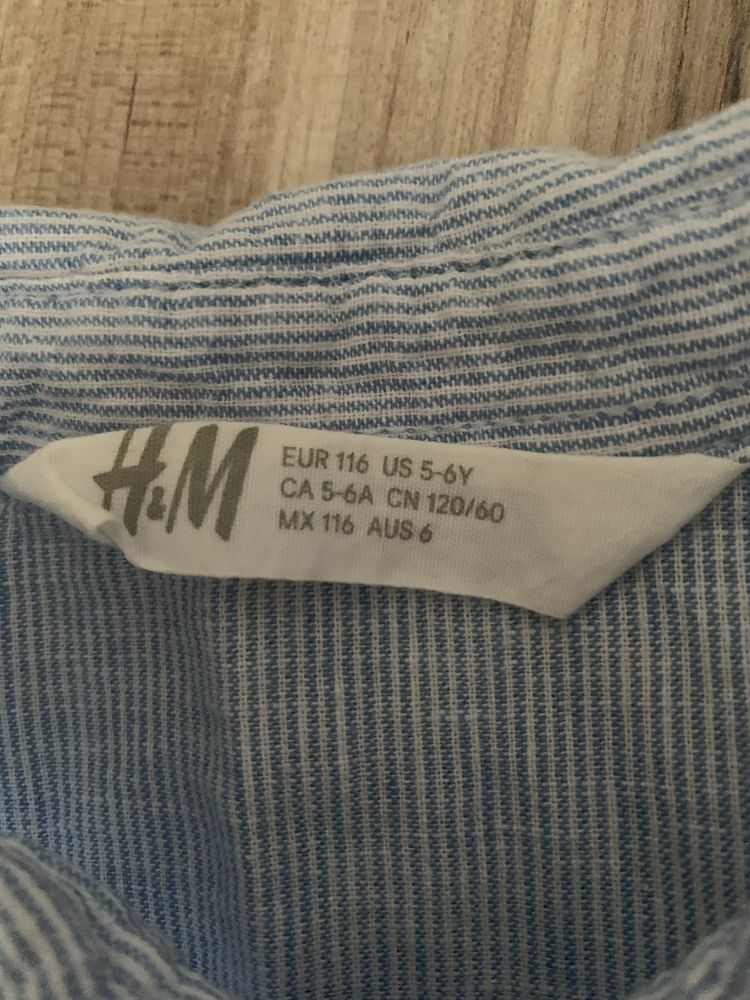 H&M
EUR 116 US 5-6Y
CA 5-6A CN 120/60
MX 116 AUS 6